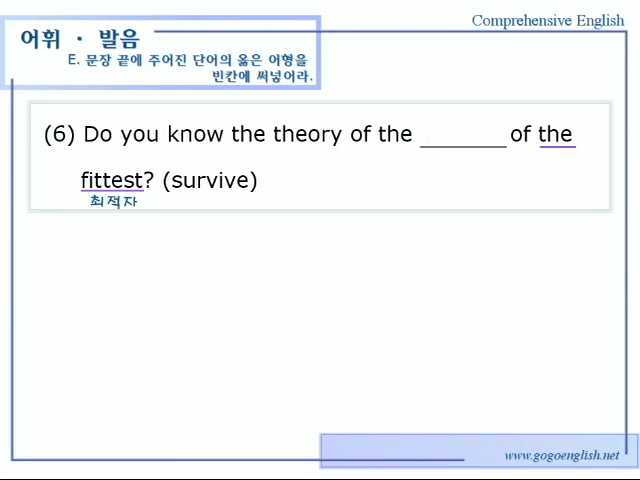 Comprehensive English
어휘 · 발음
E. 문장 끝에 주어진 단어의 옳은 어형을
빈칸에 써넣어라.
(6) Do you know the theory of the ________ of the
fittest? (survive)
최적자
www.gogoenglish.net